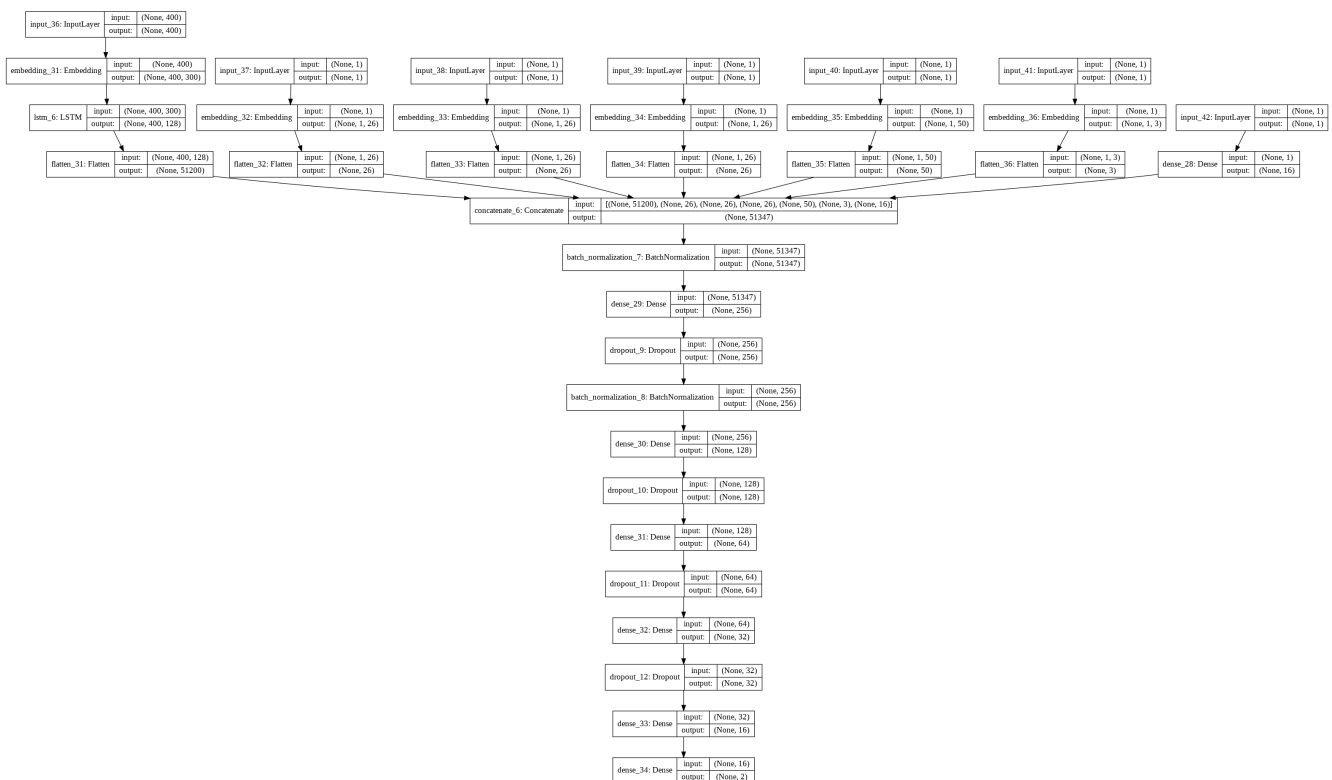 input_36: InputLayer input: (None, 400)
output: (None, 400)
embedding_31: Embedding input: (None, 400)
output: (None, 400, 300)
input_37: InputLayer input: (None, 1)
output: (None, 1)
input_38: InputLayer input: (None, 1)
output: (None, 1)
input_39: InputLayer input: (None, 1)
output: (None, 1)
input_40: InputLayer input: (None, 1)
output: (None, 1)
input_41: InputLayer input: (None, 1)
output: (None, 1)
lstm_6: LSTM input: (None, 400, 300)
output: (None, 400, 128)
embedding_32: Embedding input: (None, 1)
output: (None, 1, 26)
embedding_33: Embedding input: (None, 1)
output: (None, 1, 26)
embedding_34: Embedding input: (None, 1)
output: (None, 1, 26)
embedding_35: Embedding input: (None, 1)
output: (None, 1, 50)
embedding_36: Embedding input: (None, 1)
output: (None, 1, 3)
input_42: InputLayer input: (None, 1)
output: (None, 1)
flatten_31: Flatten input: (None, 400, 128)
output: (None, 51200)
flatten_32: Flatten input: (None, 1, 26)
output: (None, 26)
flatten_33: Flatten input: (None, 1, 26)
output: (None, 26)
flatten_34: Flatten input: (None, 1, 26)
output: (None, 26)
flatten_35: Flatten input: (None, 1, 50)
output: (None, 50)
flatten_36: Flatten input: (None, 1, 3)
output: (None, 3)
dense_28: Dense input: (None, 1)
output: (None, 16)
concatenate_6: Concatenate input: [(None, 51200), (None, 26), (None, 26), (None, 26), (None, 50), (None, 3), (None, 16)]
output: (None, 51347)
batch_normalization_7: BatchNormalization input: (None, 51347)
output: (None, 51347)
dense_29: Dense input: (None, 51347)
output: (None, 256)
dropout_9: Dropout input: (None, 256)
output: (None, 256)
batch_normalization_8: BatchNormalization input: (None, 256)
output: (None, 256)
dense_30: Dense input: (None, 256)
output: (None, 128)
dropout_10: Dropout input: (None, 128)
output: (None, 128)
dense_31: Dense input: (None, 128)
output: (None, 64)
dropout_11: Dropout input: (None, 64)
output: (None, 64)
dense_32: Dense input: (None, 64)
output: (None, 32)
dropout_12: Dropout input: (None, 32)
output: (None, 32)
dense_33: Dense input: (None, 32)
output: (None, 16)
dense_34: Dense input: (None, 16)
output: (None, 2)